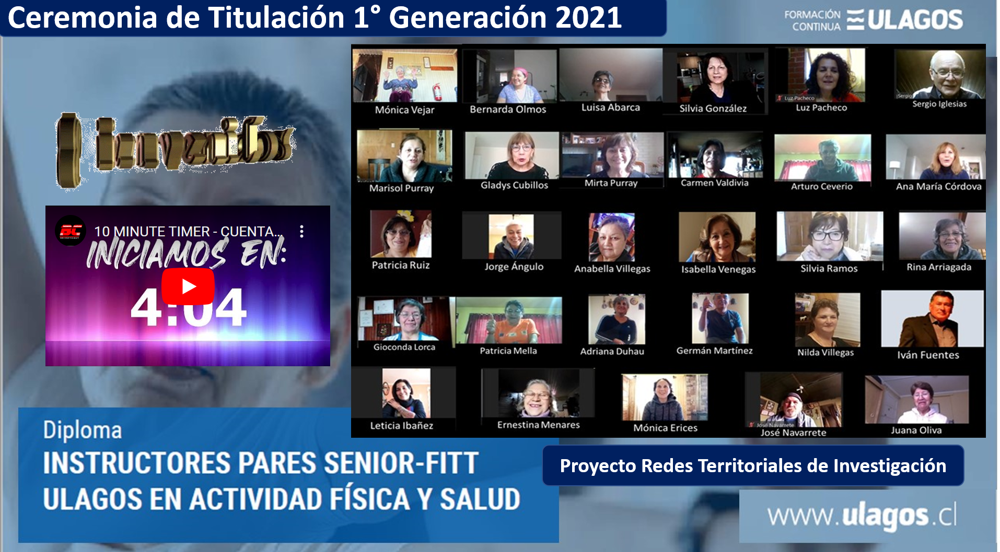 Ceremonia de Titulación 1° Generación 2021
FORMACIÓN
CONTINUA
ULAGOS
¡Bienvenidos
10 MINUTE TIMER - CUENTA...
INICIAMOS EN:
4:04
Mónica Vejar
Bernarda Olmos
Luisa Abarca
Silvia González
Luz Pacheco
Luz Pacheco
Sergio
Sergio Iglesias
Marisol Purray
Gladys Cubillos
Mirta Purray
Carmen Valdivia
Arturo Ceverio
Ana María Córdova
Patricia Ruiz
Jorge Ángulo
Anabella Villegas
Isabella Venegas
Silvia Ramos
Rina Arriagada
Gioconda Lorca
Patricia Mella
Adriana Duhau
Germán Martínez
Nilda Villegas
Iván Fuentes
Leticia Ibañez
Ernestina Menares
Mónica Erices
José Navarrete
José Navarrete
Juana Oliva
Diploma
INSTRUCTORES PARES SENIOR-FITT
ULAGOS EN ACTIVIDAD FÍSICA Y SALUD
Proyecto Redes Territoriales de Investigación
www.ulagos.cl